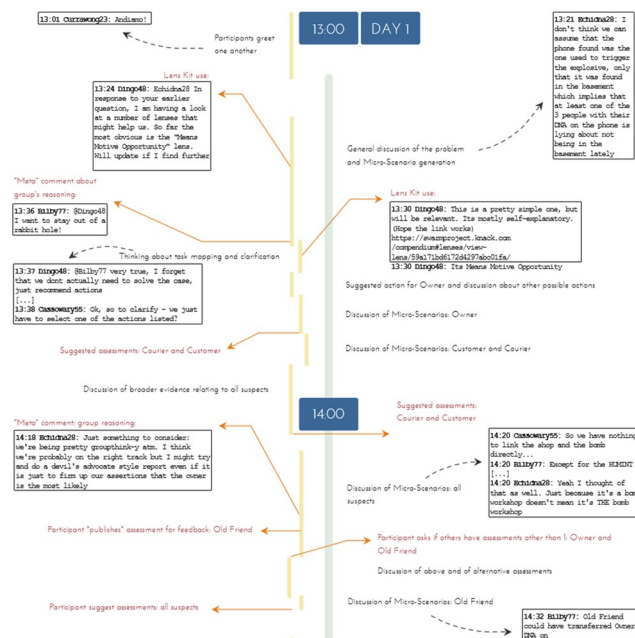 13:01 Currawong23: Andiamo!
13.00
DAY 1
Participants greet
one another
13:21 Echidna28: I
don't think we can
assume that the
phone found was the
one used to trigger
the explosive, only
that it was found
in the basement
which implies that
at least one of the
3 people with their
DNA on the phone is
lying about not
being in the
basement lately
Lens Kit use:
13:24 Dingo48: Echidna28 In
response to your earlier
question, I am having a look
at a number of lenses that
might help us. So far the
most obvious is the "Means
Motive Opportunity" lens.
Will update if I find further
General discussion of the problem
and Micro-Scenario generation
"Meta" comment about
group's reasoning:
13:36 Bilby77: @Dingo48
I want to stay out of a
rabbit hole!
Lens Kit use:
13:30 Dingo48: This is a pretty simple one, but
will be relevant. Its mostly self-explanatory.
(Hope the link works)
https://swarmproject.knack.com
/compendium#lenses/view-
lens/59a171bd6172d4297abc01fa/
13:30 Dingo48: Its Means Motive Opportunity
Thinking about task mapping and clarification
13:37 Dingo48: @Bilby77 very true, I forget
that we dont actually need to solve the case,
just recommend actions
[...]
13:38 Cassowary55: Ok, so to clarify - we just
have to select one of the actions listed?
Suggested action for Owner and discussion about other possible actions
Discussion of Micro-Scenarios: Owner
Suggested assessments: Courier and Customer
Discussion of Micro-Scenarios: Customer and Courier
Discussion of broader evidence relating to all suspects
14.00
Suggested assessments:
Courier and Customer
"Meta" comment: group reasoning:
14:18 Echidna28: Just something to consider:
we're being pretty groupthink-y atm. I think
we're probably on the right track but I might try
and do a devil's advocate style report even if it
is just to firm up our assertions that the owner
is the most likely
14:20 Cassowary55: So we have nothing
to link the shop and the bomb
directly...
14:20 Bilby77: Except for the HUMINT
[...]
14:20 Echidna28: Yeah I thought of
that as well. Just because it's a bomb
workshop doesn't mean it's THE bomb
workshop
Discussion of Micro-Scenarios: all
suspects
Participant "publishes" assessment for feedback: Old Friend
Participant asks if others have assessments other than 1: Owner and
Old Friend
Discussion of above and of alternative assessments
Participant suggest assessments: all suspects
Discussion of Micro-Scenarios: Old Friend
14:32 Bilby77: Old Friend
could have transferred Owner
DNA on